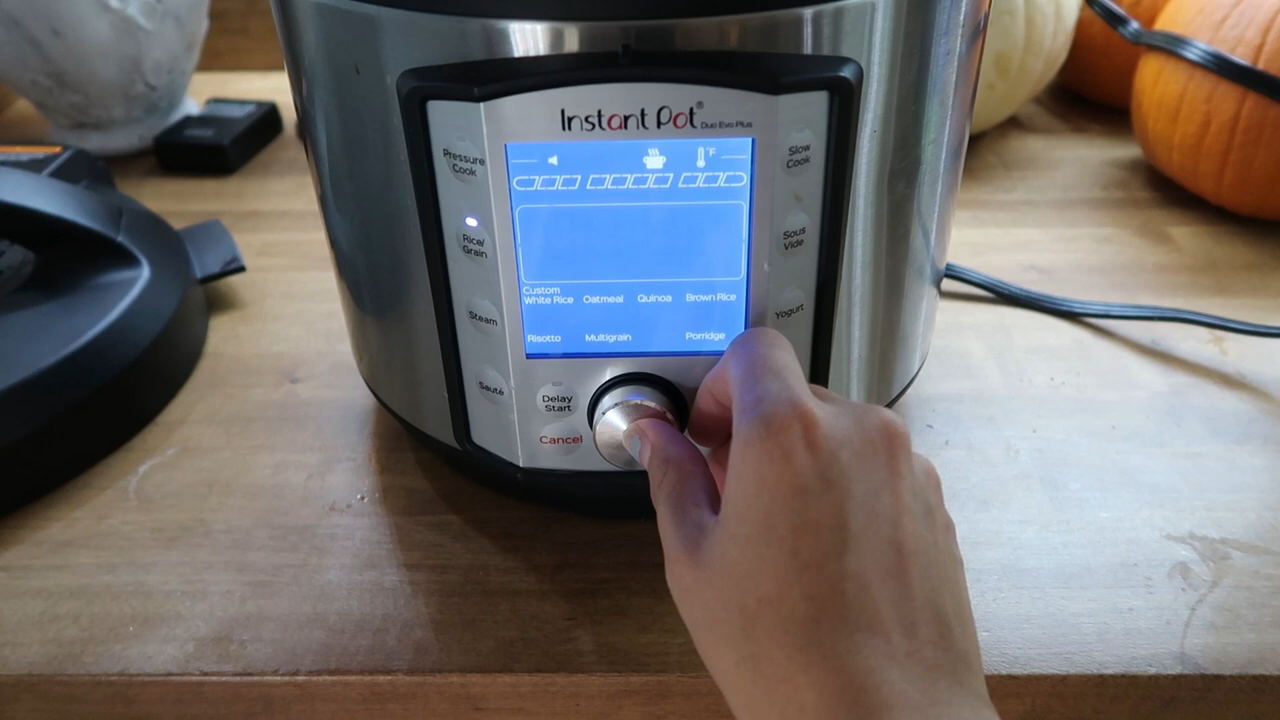 Instant Pot® Duo Evo Plus
Pressure
Cook
Rice/
Grain
Steam
Sauté
°F
Custom
White Rice Oatmeal Quinoa Brown Rice
Risotto Multigrain Porridge
Slow
Cook
Sous
Vide
Yogurt
Delay
Start
Cancel